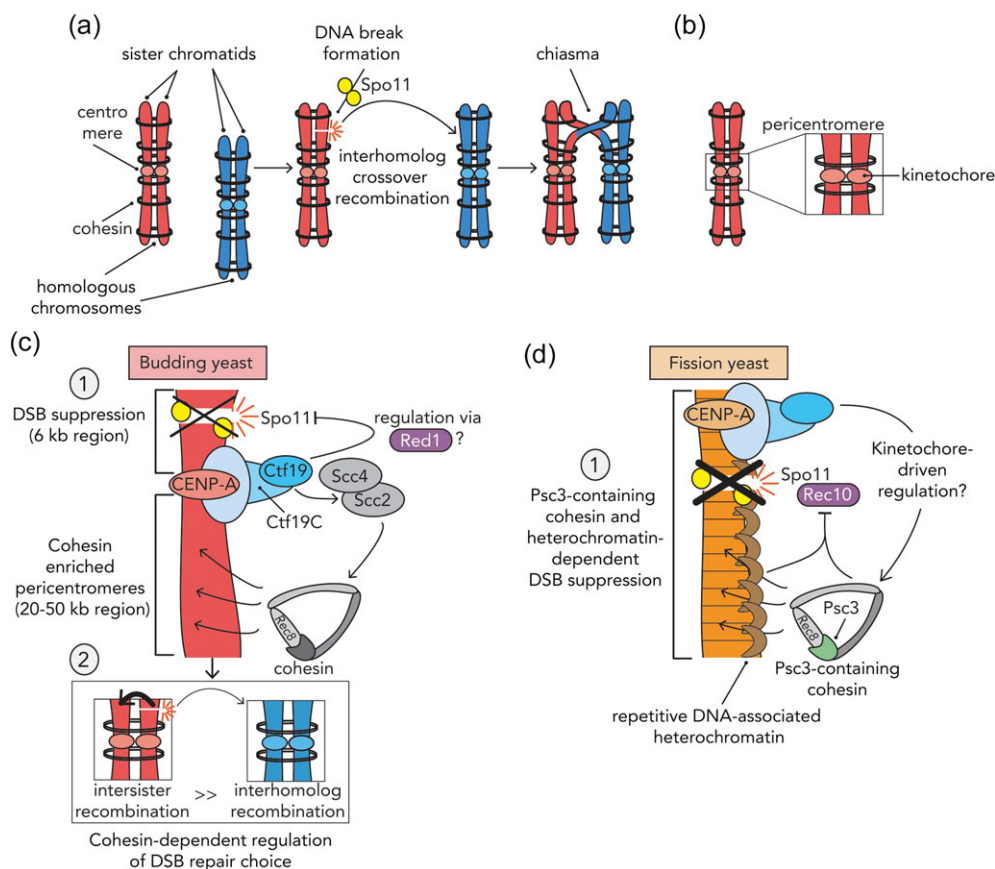 (a)
sister chromatids
DNA break
formation
Spo11
chiasma
centro
mere
cohesin
interhomolog
crossover
recombination
homologous
chromosomes
(b)
pericentromere
kinetochore
(c)
Budding yeast
1
DSB suppression
(6 kb region)
Spo11
regulation via
Red1
?
Ctf19
CENP-A
Ctf19C
Scc4
Scc2
Cohesin
enriched
pericentromeres
(20-50 kb region)
Rec8
cohesin
2
intersister
recombination
>>
interhomolog
recombination
Cohesin-dependent regulation
of DSB repair choice
(d)
Fission yeast
CENP-A
Kinetochore-
driven
regulation?
1
Spo11
Rec10
Psc3-containing
cohesin and
heterochromatin-
dependent
DSB suppression
Psc3
Rec8
Psc3-containing
cohesin
repetitive DNA-associated
heterochromatin